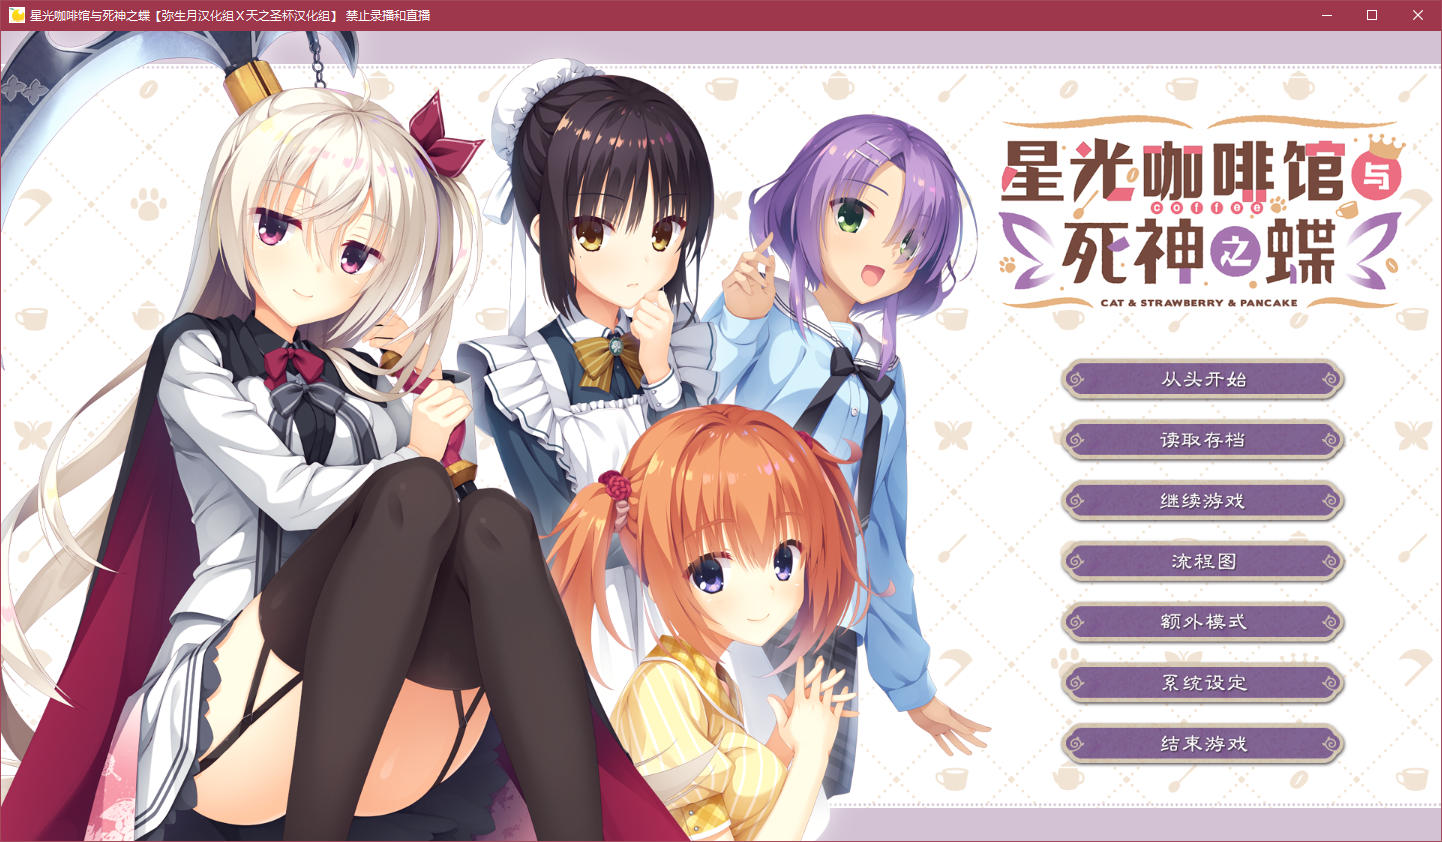 星光咖啡馆与死神之蝶【弥生月汉化组X天之圣杯汉化组】 禁止录播和直播
星光咖啡馆与
coffee
死神之蝶
CAT & STRAWBERRY & PANCAKE
从头开始
读取存档
继续游戏
流程图
额外模式
系统设定
结束游戏